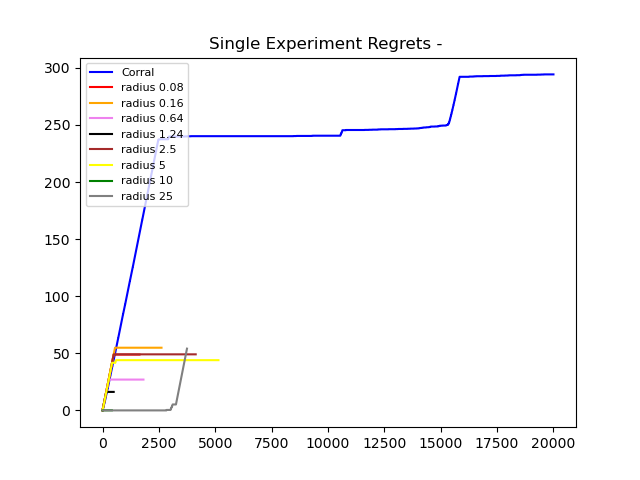 Single Experiment Regrets -
Corral
radius 0.08
radius 0.16
radius 0.64
radius 1.24
radius 2.5
radius 5
radius 10
radius 25
300
250
200
150
100
50
0
0 2500 5000 7500 10000 12500 15000 17500 20000